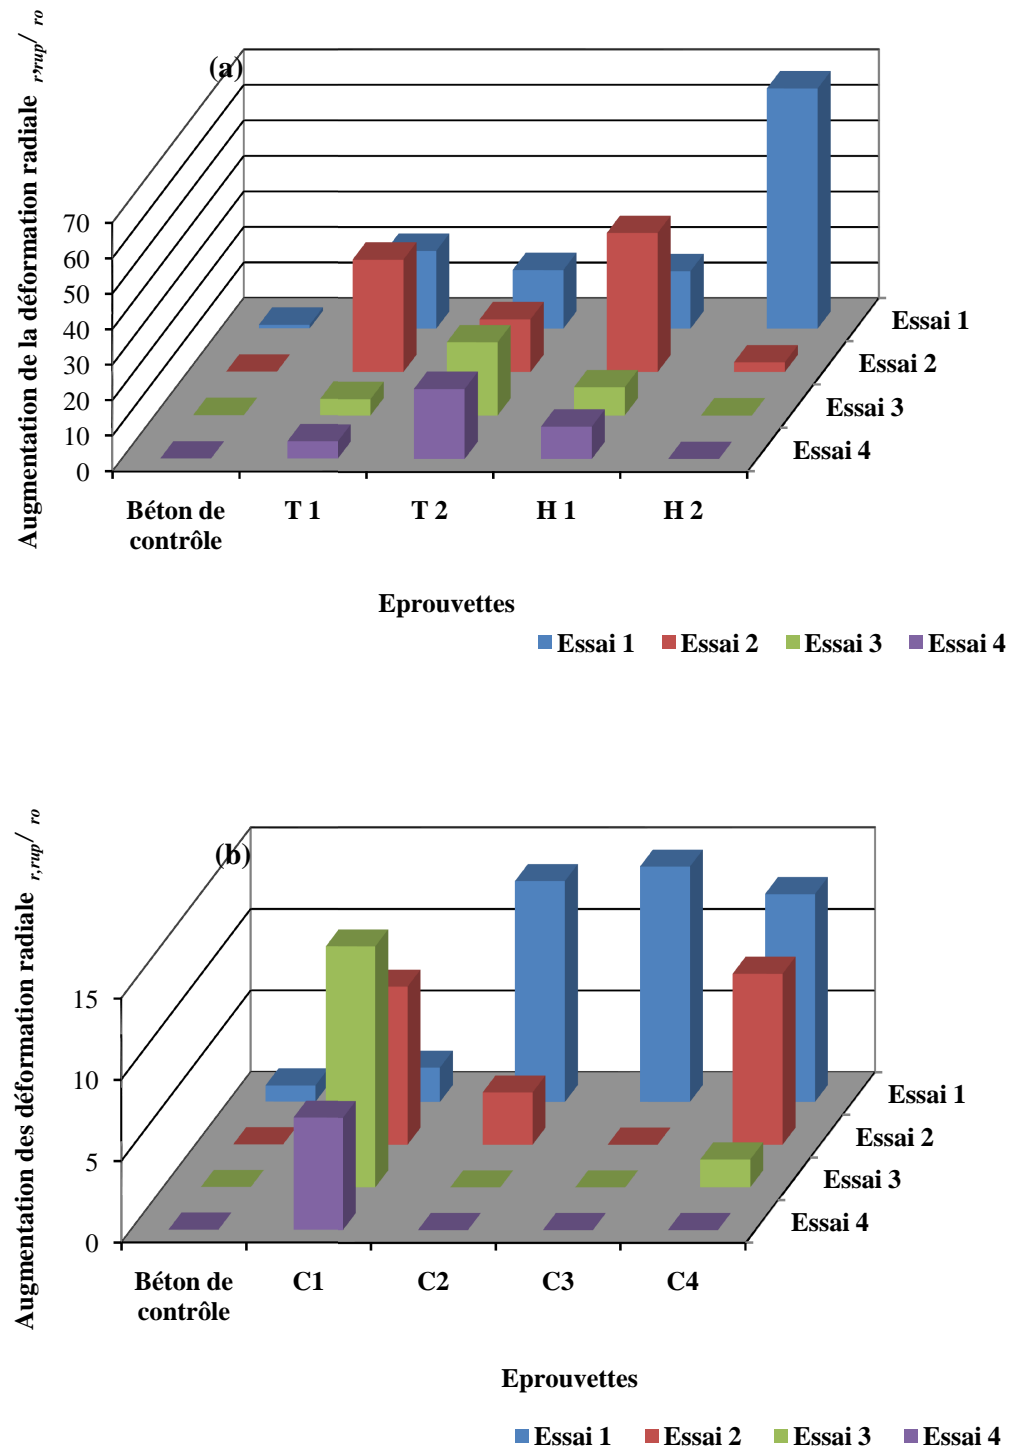 Augmentation de la déformation radiale r,rup/ ro
(a)
70
60
50
40
30
20
10
0
Essai 1
Essai 2
Essai 3
Essai 4
Béton de contrôle
T 1
T 2
H 1
H 2
Eprouvettes
Essai 1 Essai 2 Essai 3 Essai 4
Augmentation des déformation radiale r,rup/ ro
(b)
15
10
5
0
Essai 1
Essai 2
Essai 3
Essai 4
Béton de contrôle
C1
C2
C3
C4
Eprouvettes
Essai 1 Essai 2 Essai 3 Essai 4